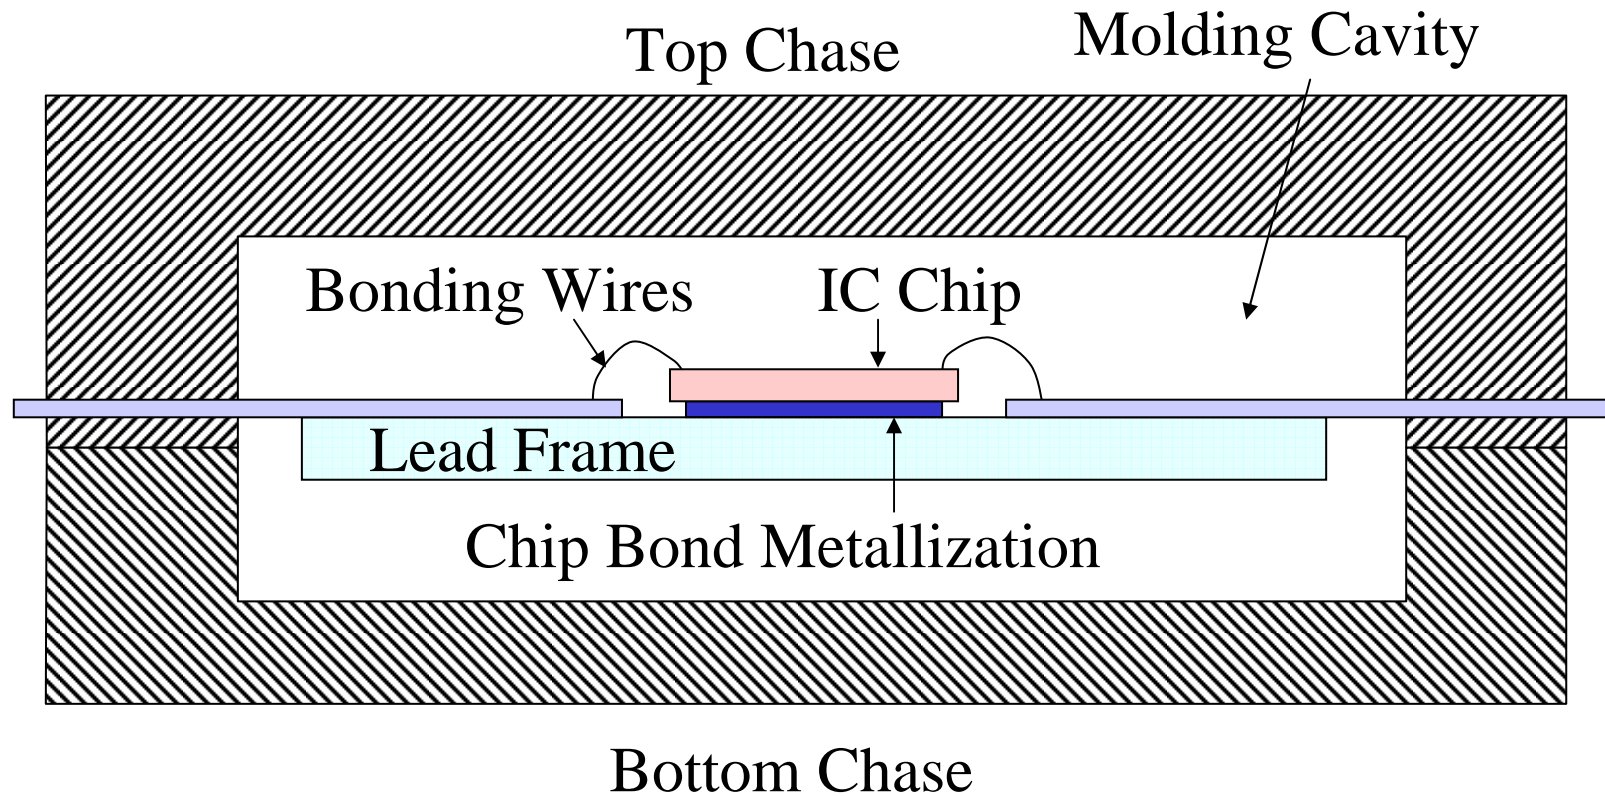 Top Chase
Molding Cavity
Bonding Wires
IC Chip
Lead Frame
Chip Bond Metallization
Bottom Chase